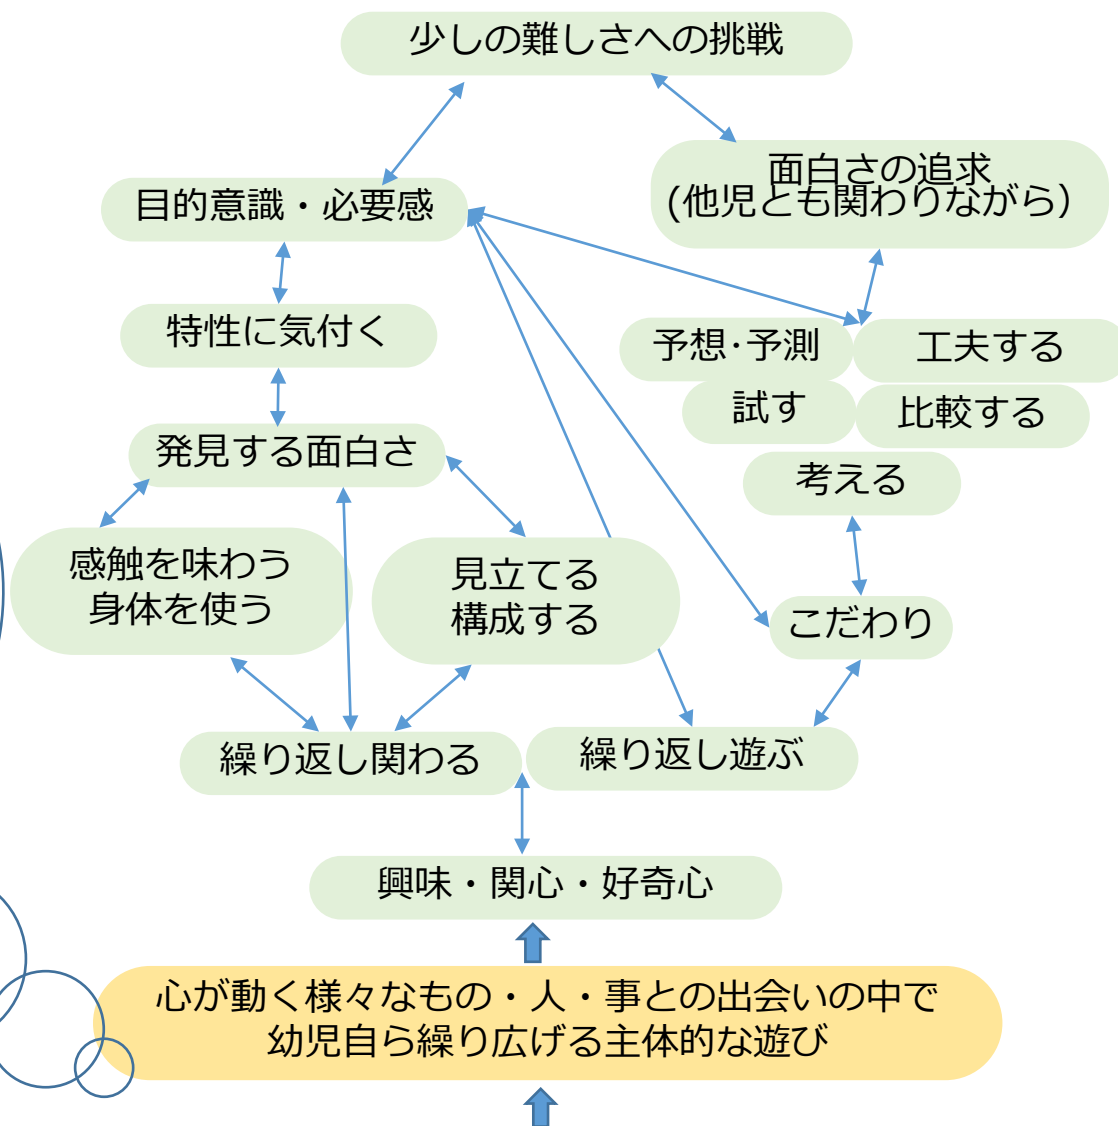 少しの難しさへの挑戦
面白さの追求
(他児とも関わりながら）
目的意識・必要感
特性に気付く
予想･予測
工夫する
試す
比較する
発見する面白さ
考える
感触を味わう
身体を使う
見立てる
構成する
こだわり
繰り返し関わる
繰り返し遊ぶ
興味・関心・好奇心
心が動く様々なもの・人・事との出会いの中で
幼児自ら繰り広げる主体的な遊び